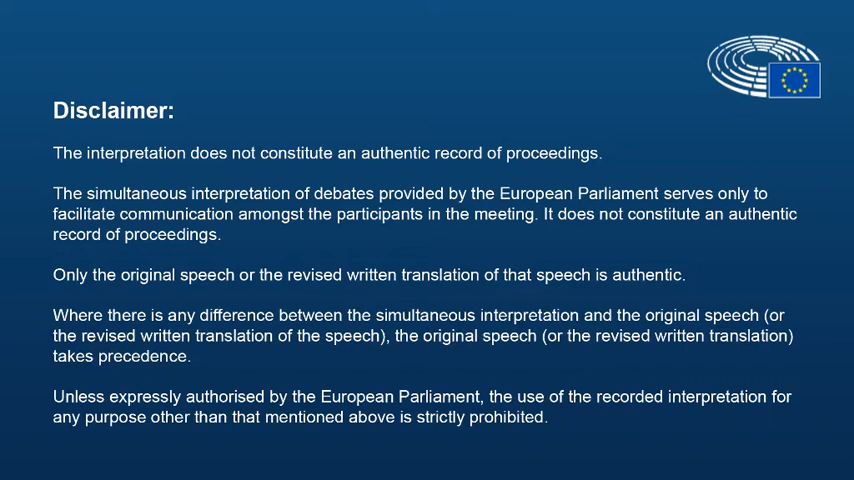 Disclaimer:
The interpretation does not constitute an authentic record of proceedings.
The simultaneous interpretation of debates provided by the European Parliament serves only to
facilitate communication amongst the participants in the meeting. It does not constitute an authentic
record of proceedings.
Only the original speech or the revised written translation of that speech is authentic.
Where there is any difference between the simultaneous interpretation and the original speech (or
the revised written translation of the speech), the original speech (or the revised written translation)
takes precedence.
Unless expressly authorised by the European Parliament, the use of the recorded interpretation for
any purpose other than that mentioned above is strictly prohibited.